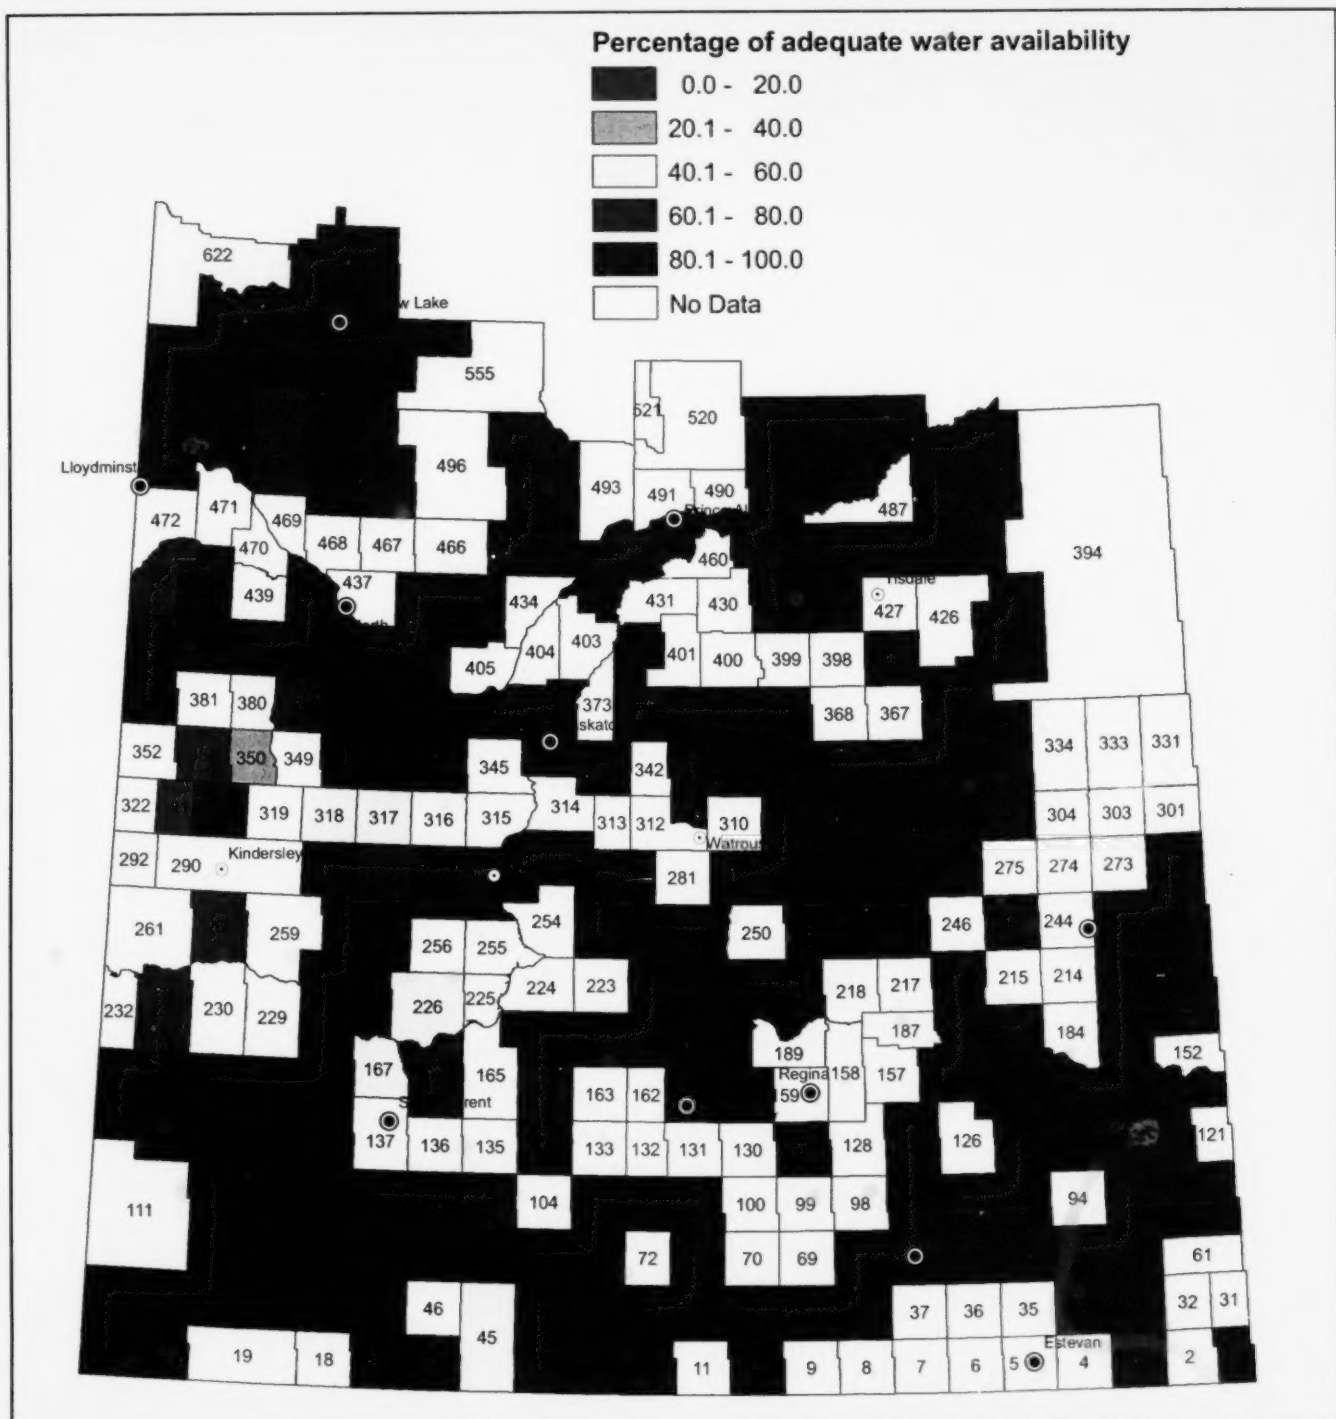 Percentage of adequate water availability
0.0 - 20.0
20.1 - 40.0
40.1 - 60.0
60.1 - 80.0
80.1 - 100.0
No Data
622
w Lake
555
521 520
Lloydminst
496
493 491 490
472 471 469
487
468 467 466
470
460
394
439 437
434
431 430
Tisdale
427 426
405 404 403
401 400 399 398
381 380
373
skato
368 367
352 350 349
345 342
334 333 331
322 319 318 317 316 315 314 313 312 310
304 303 301
292 290 Kindersley
Watrous
281
275 274 273
261 259
256 255 254
250
246 244
232 230 229
226 225 224 223
218 217
215 214
187
184
189
167 165
163 162
Regina
159 158 157
152
rent
137 136 135
133 132 131 130
128 126
121
111
104
100 99 98
94
72 70 69
61
46 45
37 36 35
32 31
19 18
11 9 8 7 6 5 4 2
Estevan